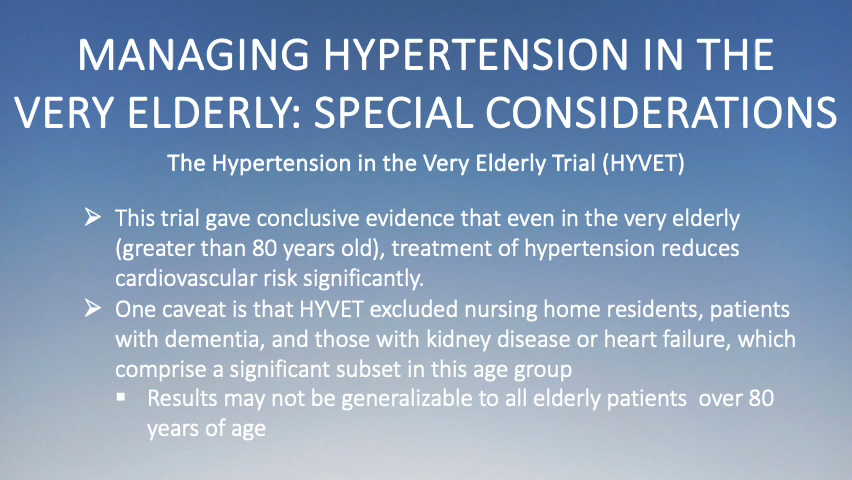 MANAGING HYPERTENSION IN THE
VERY ELDERLY: SPECIAL CONSIDERATIONS
The Hypertension in the Very Elderly Trial (HYVET)
➢ This trial gave conclusive evidence that even in the very elderly
(greater than 80 years old), treatment of hypertension reduces
cardiovascular risk significantly.
➢ One caveat is that HYVET excluded nursing home residents, patients
with dementia, and those with kidney disease or heart failure, which
comprise a significant subset in this age group
▪ Results may not be generalizable to all elderly patients  over 80
years of age